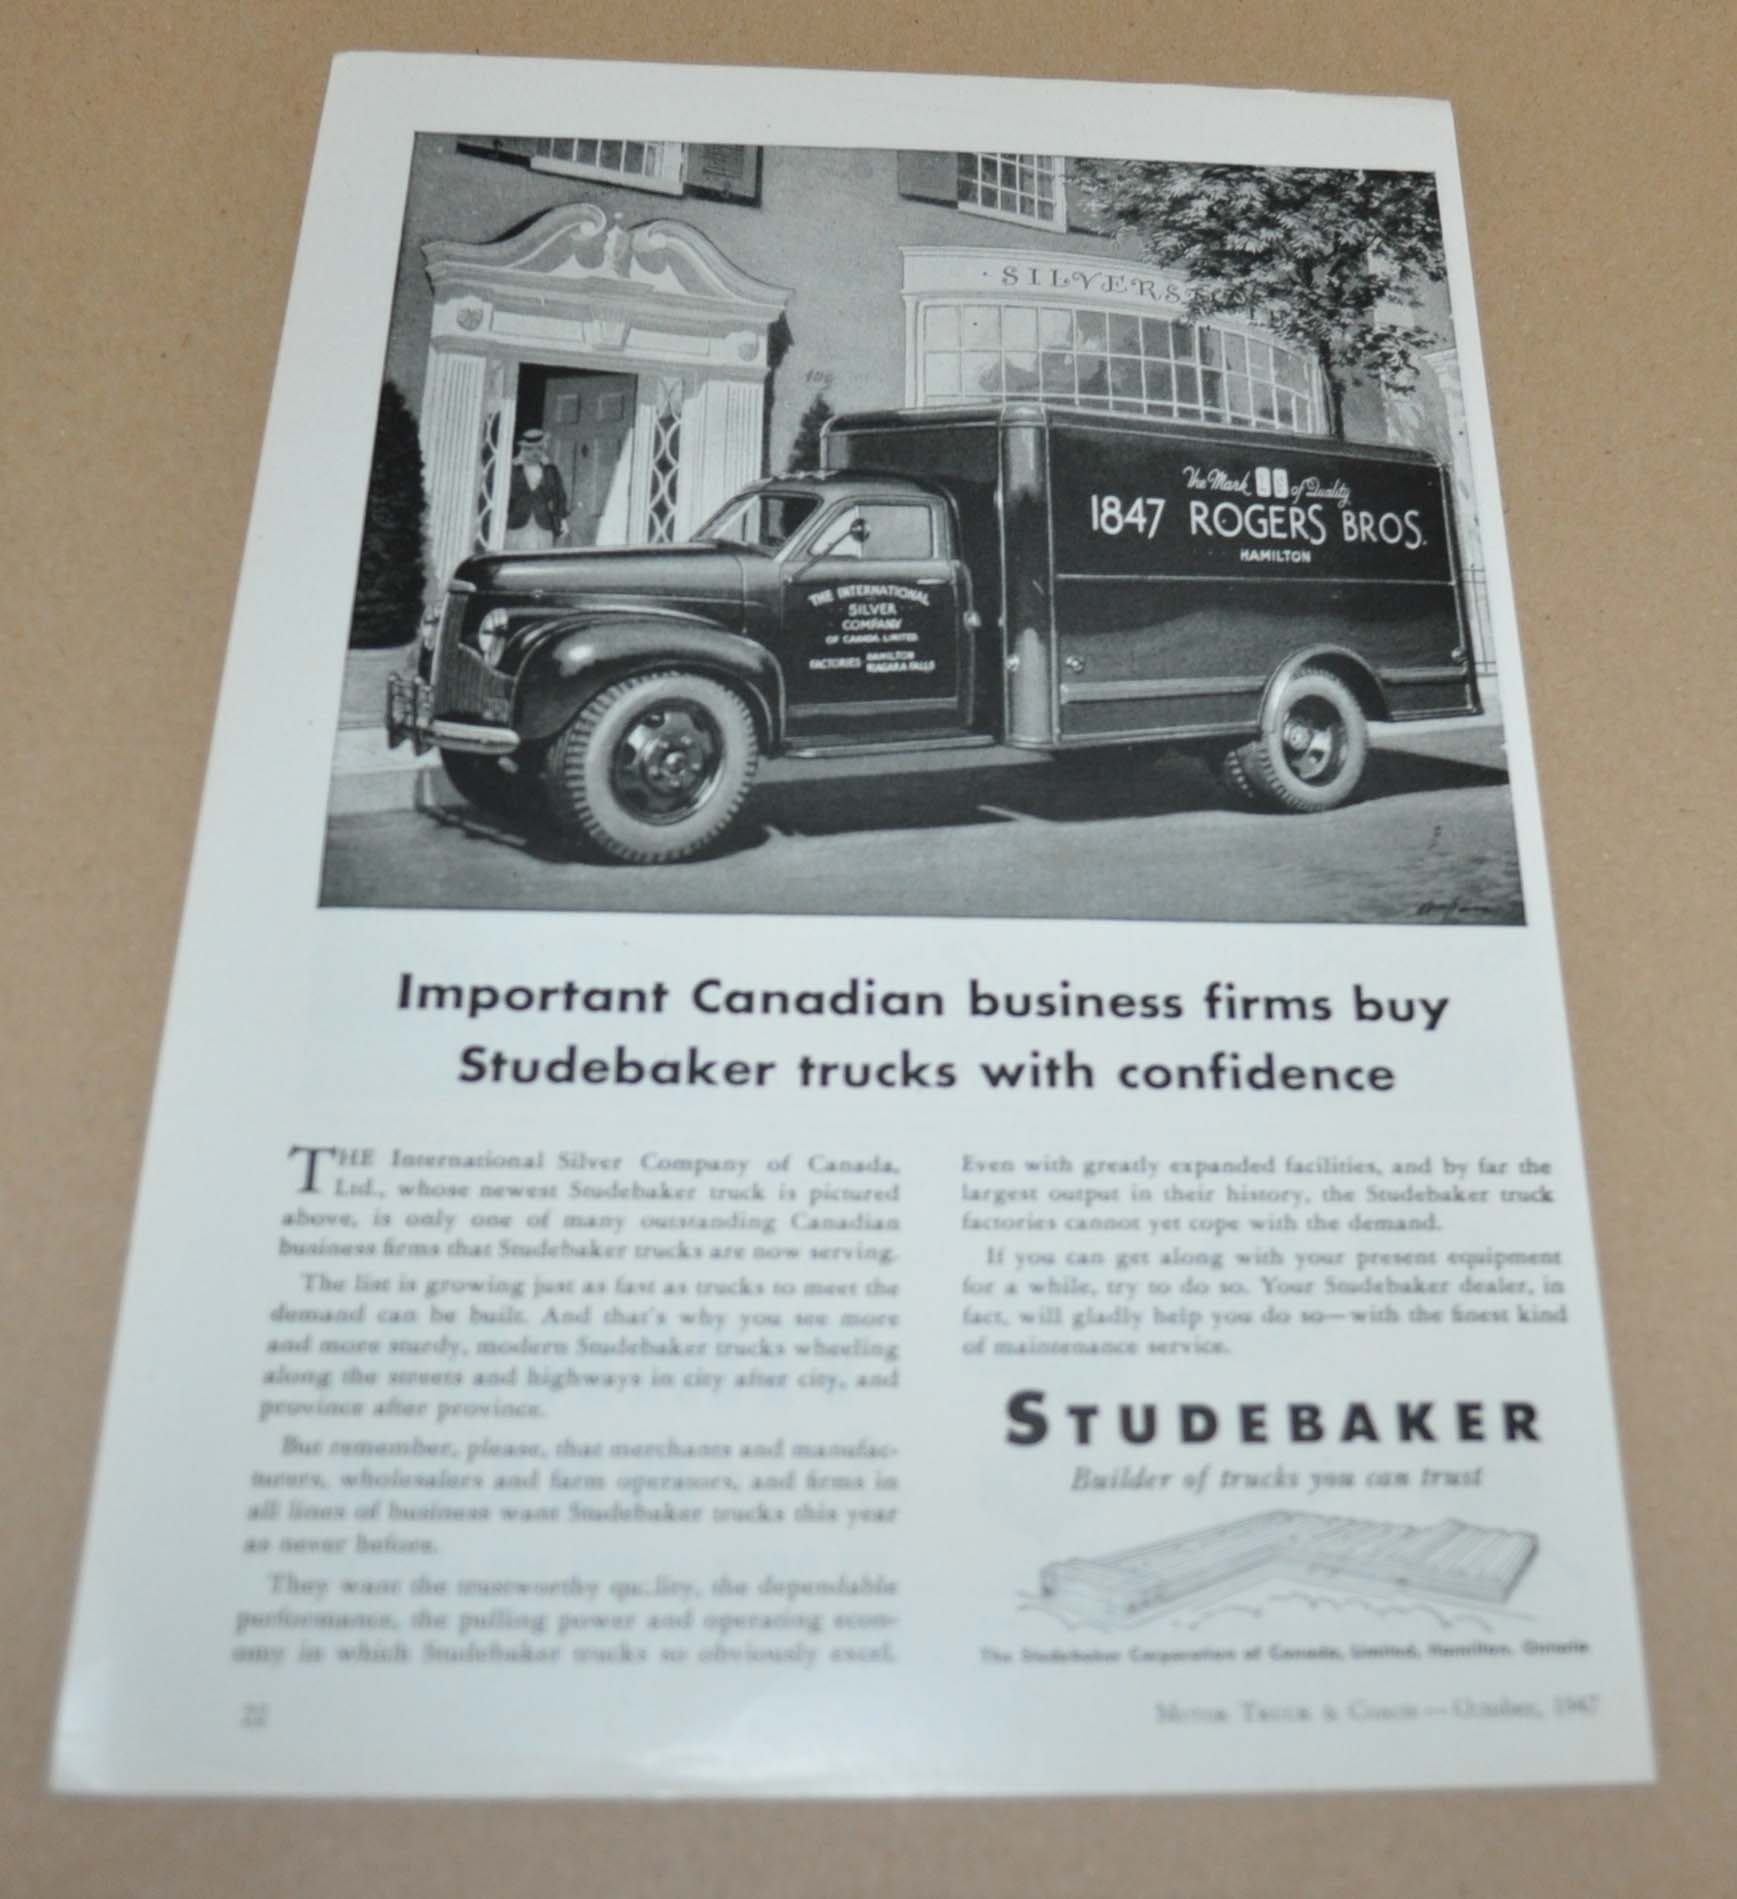 · SILVERS
106
The Mark IS of Quality
1847 ROGERS BROS.
HAMILTON
THE INTERNATIONAL
SILVER
COMPANY
OF CANADA LIMITED
FACTORIES HAMILTON
NIAGARA FALLS
Important Canadian business firms buy
Studebaker trucks with confidence
THE International Silver Company of Canada,
Ltd., whose newest Studebaker truck is pictured
above, is only one of many outstanding Canadian
business firms that Studebaker trucks are now serving.
The list is growing just as fast as trucks to meet the
demand can be built. And that's why you see more
and more sturdy, modern Studebaker trucks wheeling
along the streets and highways in city after city, and
province after province.
But remember, please, that merchants and manufac-
turers, wholesalers and farm operators, and firms in
all lines of business want Studebaker trucks this year
as never before.
They want the trustworthy quality, the dependable
performance, the pulling power and operating econ-
omy in which Studebaker trucks so obviously excel.
Even with greatly expanded facilities, and by far the
largest output in their history, the Studebaker truck
factories cannot yet cope with the demand.
If you can get along with your present equipment
for a while, try to do so. Your Studebaker dealer, in
fact, will gladly help you do so—with the finest kind
of maintenance service.
STUDEBAKER
Builder of trucks you can trust
The Studebaker Corporation of Canada, Limited, Hamilton, Ontario
22
MOTOR TRUCK & COACH—October, 1947